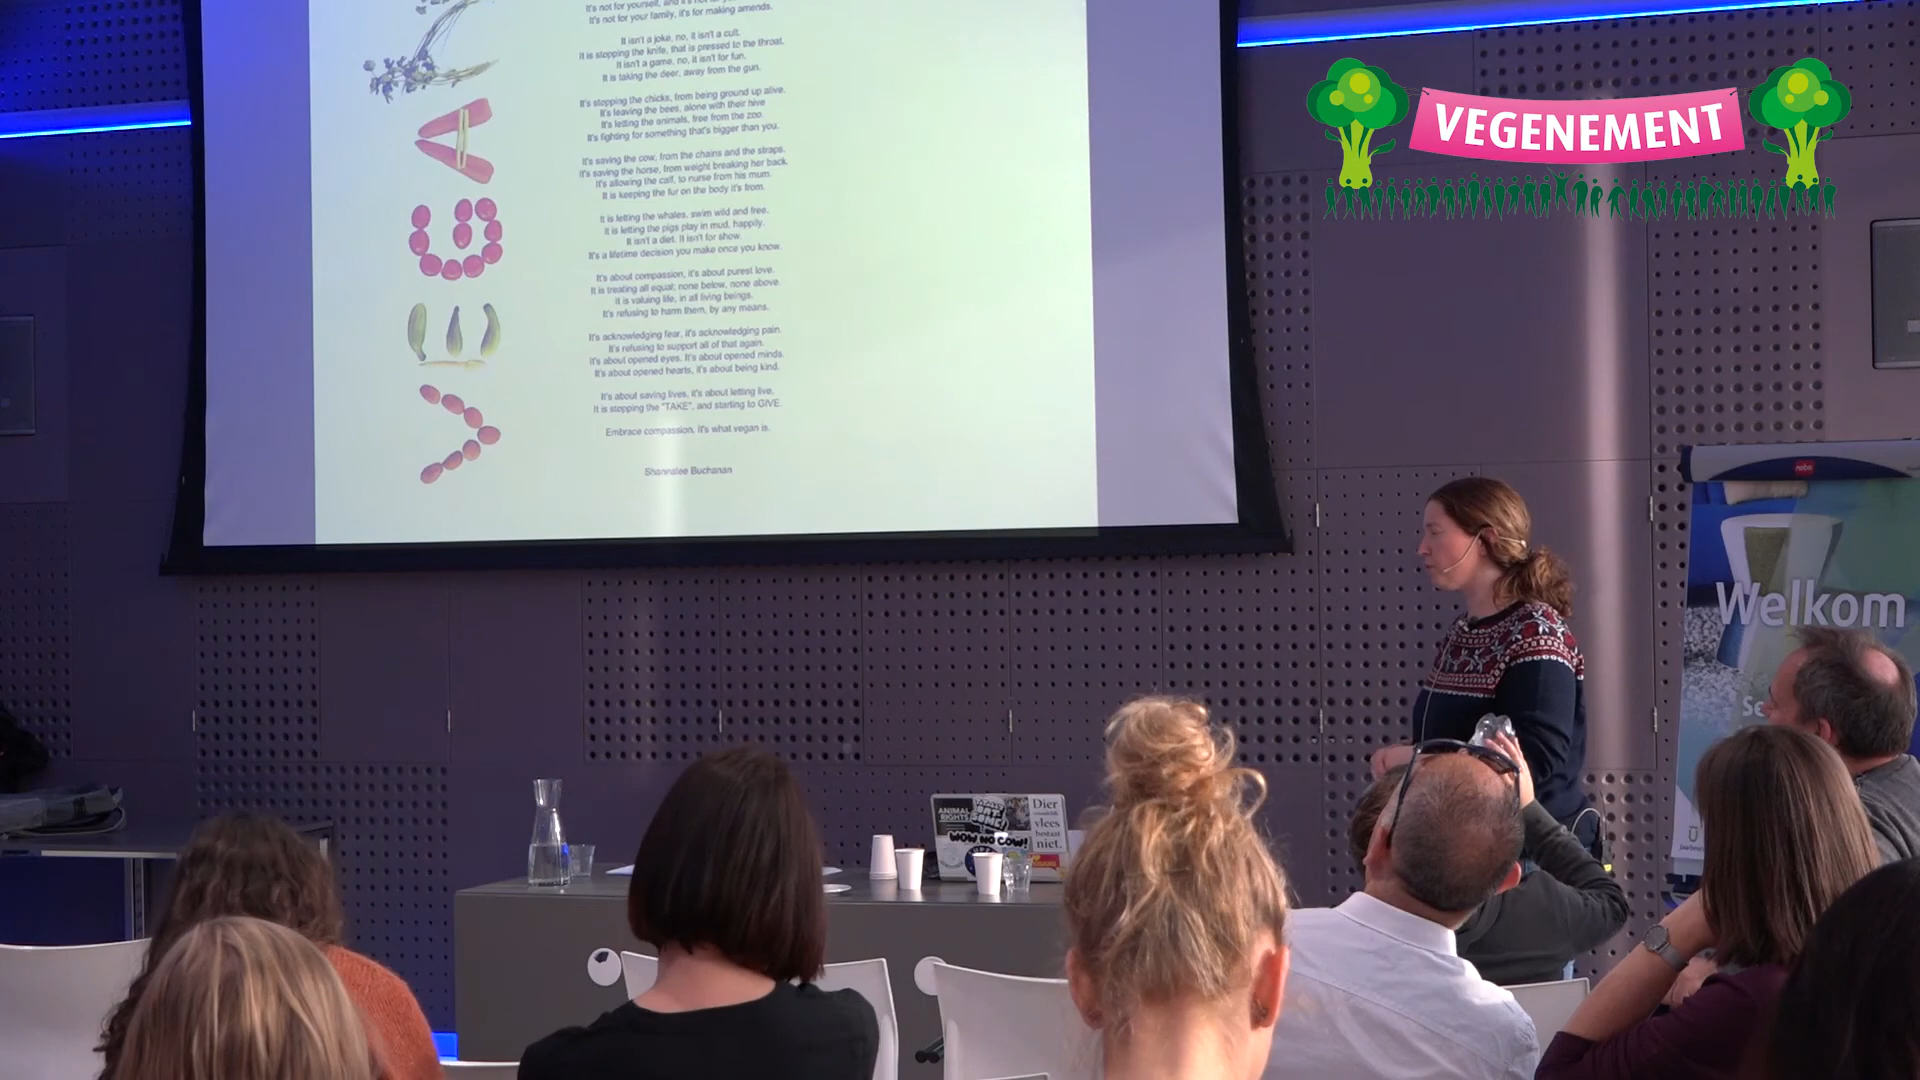 It's not for yourself, and it's not for
It's not for your family, it's for making amends.
It isn't a joke, no, it isn't a cult.
It is stopping the knife, that is pressed to the throat.
It isn't a game, no, it isn't for fun.
It is taking the deer, away from the gun.
It's stopping the chicks, from being ground up alive.
It's leaving the bees, alone with their hive
It's letting the animals, free from the zoo.
It's fighting for something that's bigger than you.
It's saving the cow, from the chains and the straps.
It's saving the horse, from weight breaking her back.
It's allowing the calf, to nurse from his mum.
It is keeping the fur on the body it's from.
It is letting the whales, swim wild and free.
It is letting the pigs play in mud, happily.
It isn't a diet. It isn't for show.
It's a lifetime decision you make once you know.
It's about compassion, it's about purest love.
It is treating all equal; none below, none above.
It is valuing life, in all living beings.
It's refusing to harm them, by any means.
It's acknowledging fear, it's acknowledging pain.
It's refusing to support all of that again.
It's about opened eyes. It's about opened minds.
It's about opened hearts, it's about being kind.
It's about saving lives, it's about letting live.
It is stopping the "TAKE", and starting to GIVE.
Embrace compassion, it's what vegan is.
Shannalee Buchanan
VEGA
VEGENEMENT
Welkom
Se
ANIMAL
RIGHTS
WOW NO COW!
Dier
vlees
bestaat
niet.